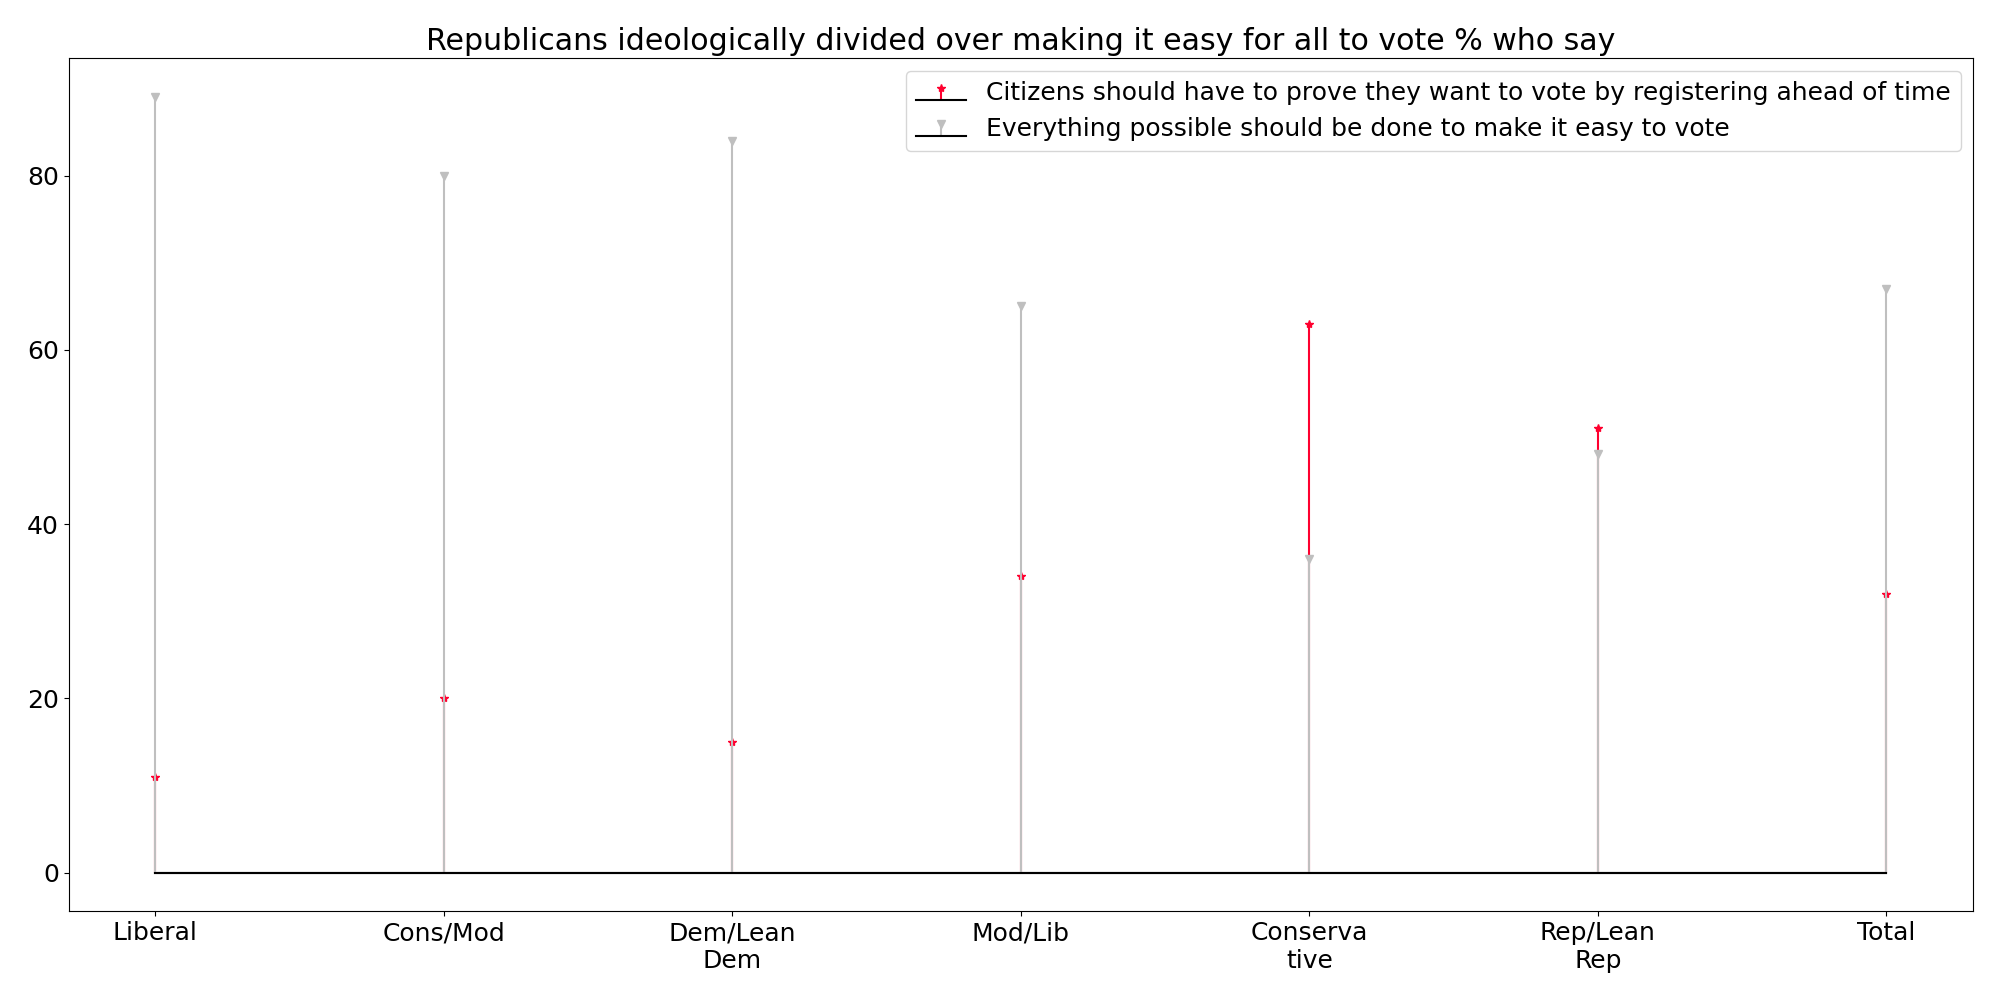 Republicans ideologically divided over making it easy for all to vote % who say
Citizens should have to prove they want to vote by registering ahead of time
Everything possible should be done to make it easy to vote
80
60
40
20
0
Liberal
Cons/Mod
Dem/Lean
Dem
Mod/Lib
Conserva
tive
Rep/Lean
Rep
Total